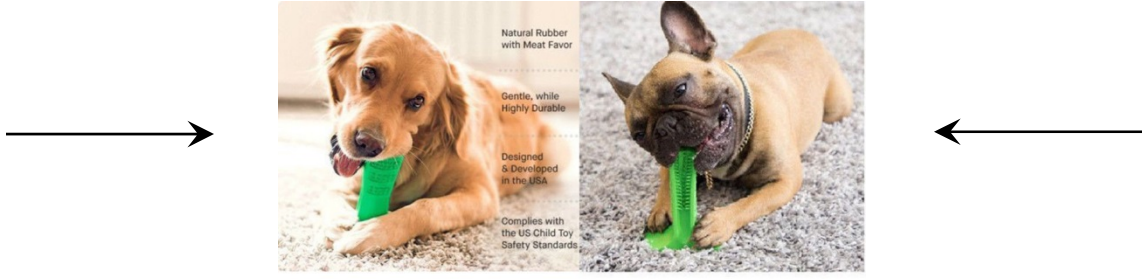 Natural Rubber
with Meat Favor
Gentle, while
Highly Durable
Designed
& Developed
in the USA
Complies with
the US Child Toy
Safety Standards